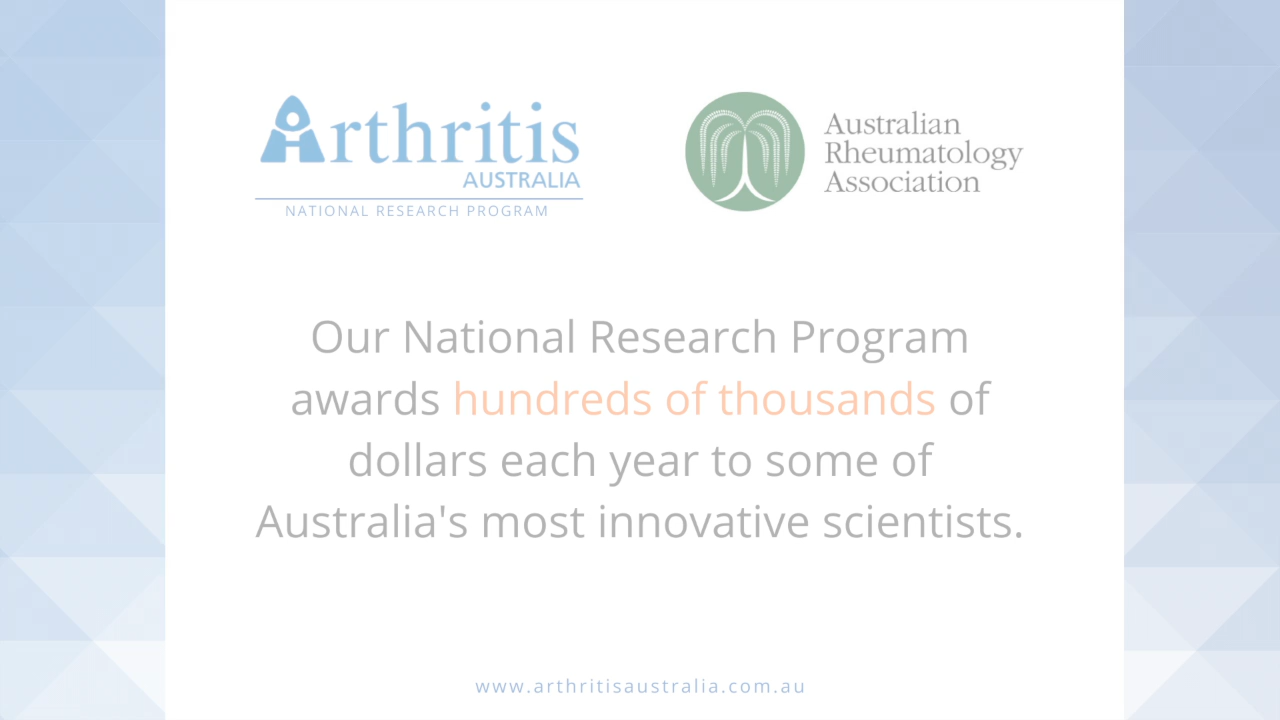 Arthritis
AUSTRALIA
NATIONAL RESEARCH PROGRAM
Australian
Rheumatology
Association
Our National Research Program
awards hundreds of thousands of
dollars each year to some of
Australia's most innovative scientists.
www.arthritisaustralia.com.au